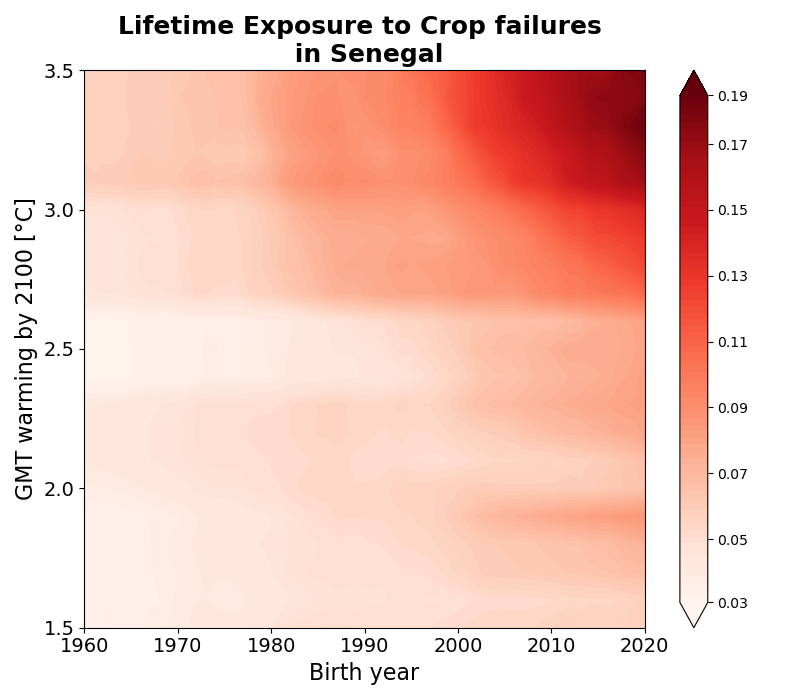 Lifetime Exposure to Crop failures
in Senegal
GMT warming by 2100 [°C]
3.5
3.0
2.5
2.0
1.5
1960 1970 1980 1990 2000 2010 2020
Birth year
0.19
0.17
0.15
0.13
0.11
0.09
0.07
0.05
0.03